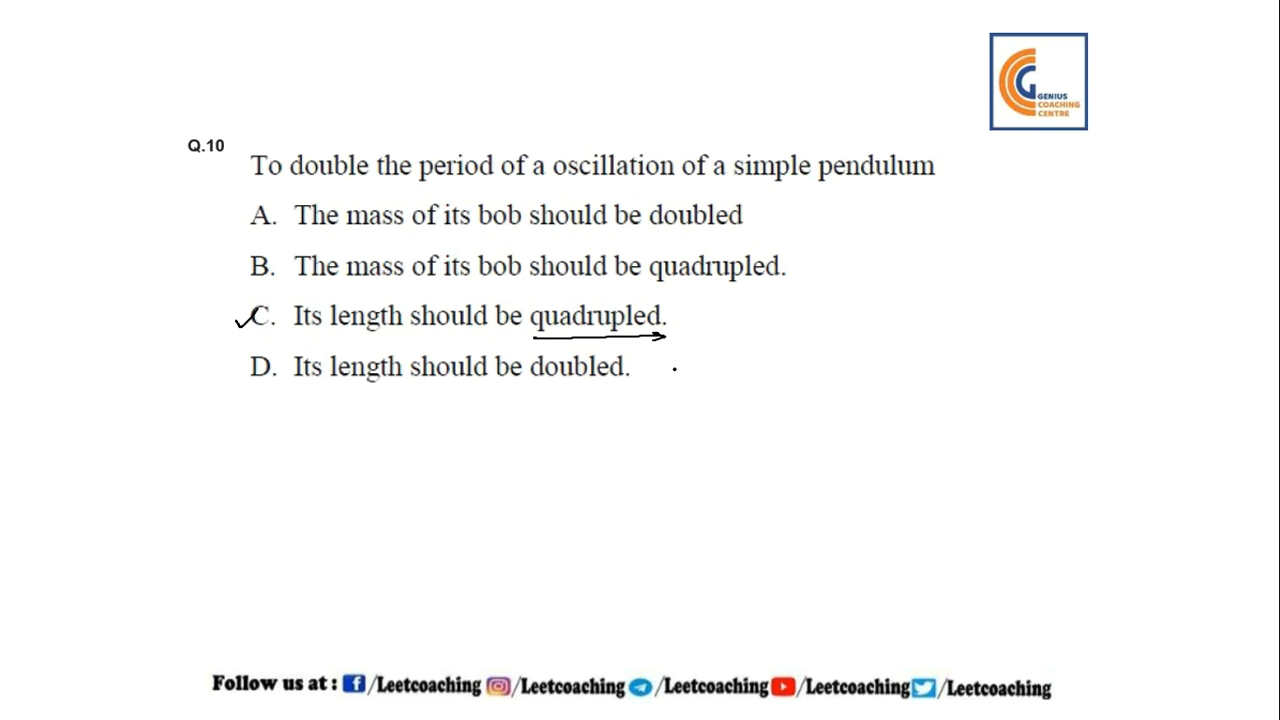 GENIUS
COACHING
CENTRE
Q.10
To double the period of a oscillation of a simple pendulum
A. The mass of its bob should be doubled
B. The mass of its bob should be quadrupled.
C. Its length should be quadrupled.
D. Its length should be doubled.
Follow us at : /Leetcoaching /Leetcoaching /Leetcoaching /Leetcoaching /Leetcoaching